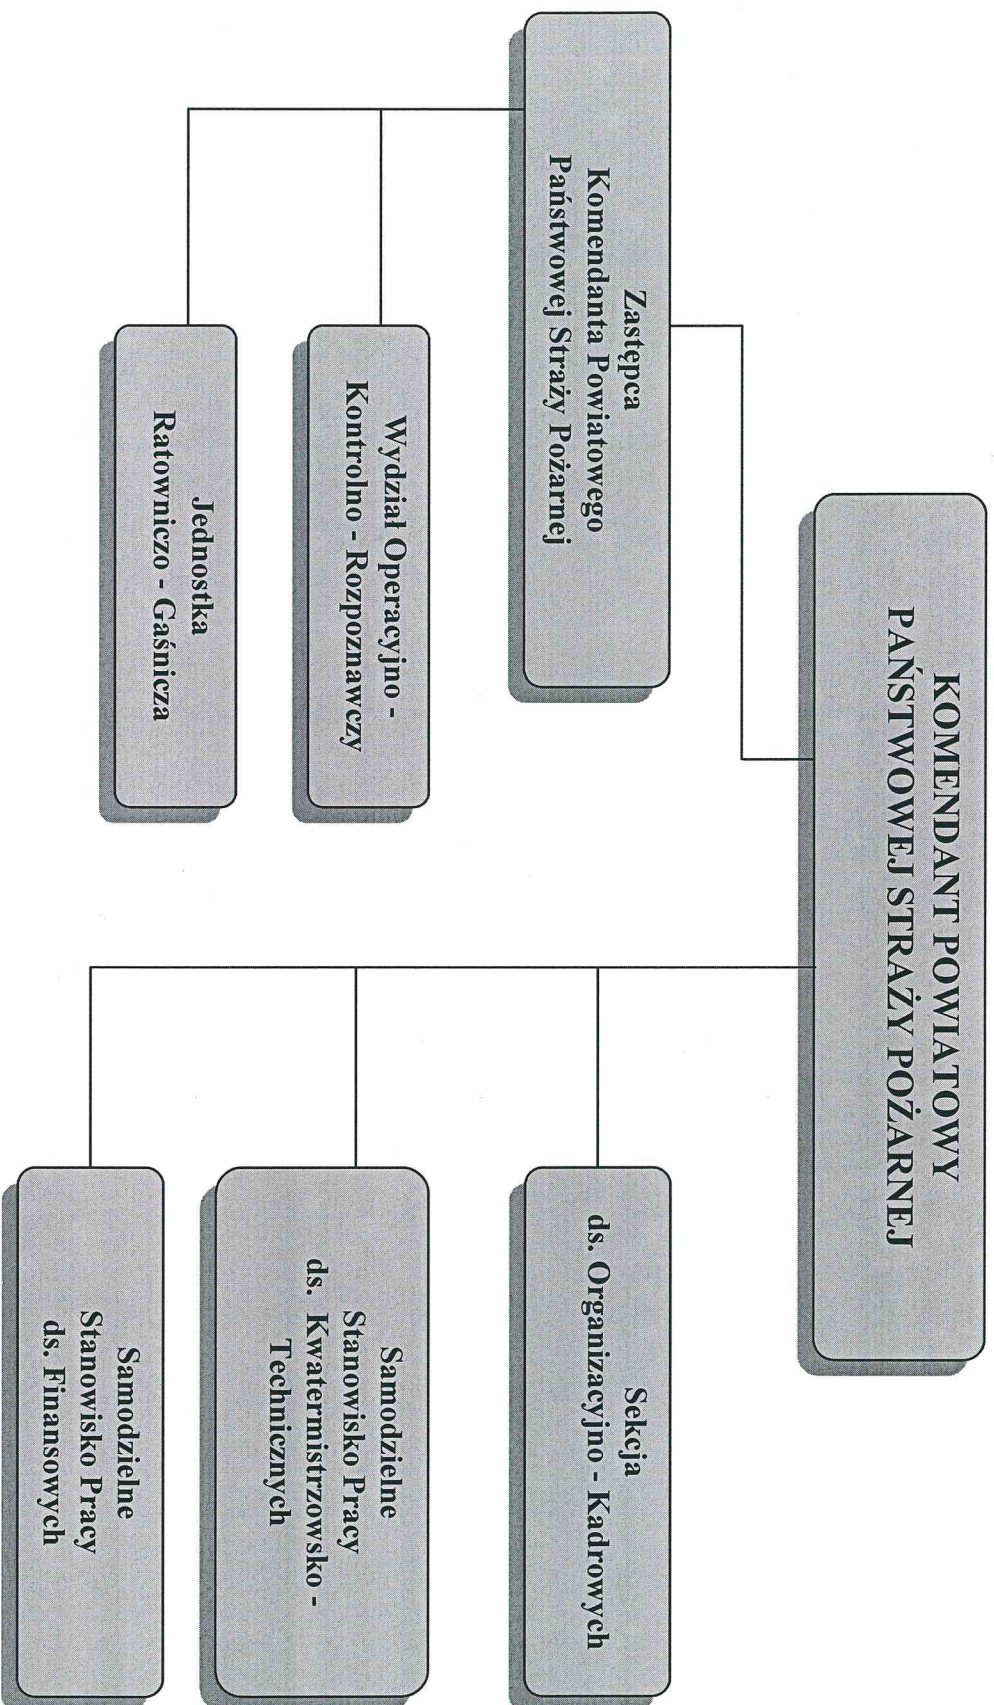 KOMENDANT POWIATOWY
PAŃSTWOWEJ STRAŻY POŻARNEJ
Zastępca
Komendanta Powiatowego
Państwowej Straży Pożarnej
Wydział Operacyjno -
Kontrolno - Rozpoznawczy
Jednostka
Ratowniczo - Gaśnicza
Sekcja
ds. Organizacyjno - Kadrowych
Samodzielne
Stanowisko Pracy
ds. Kwatermistrzowsko -
Technicznych
Samodzielne
Stanowisko Pracy
ds. Finansowych